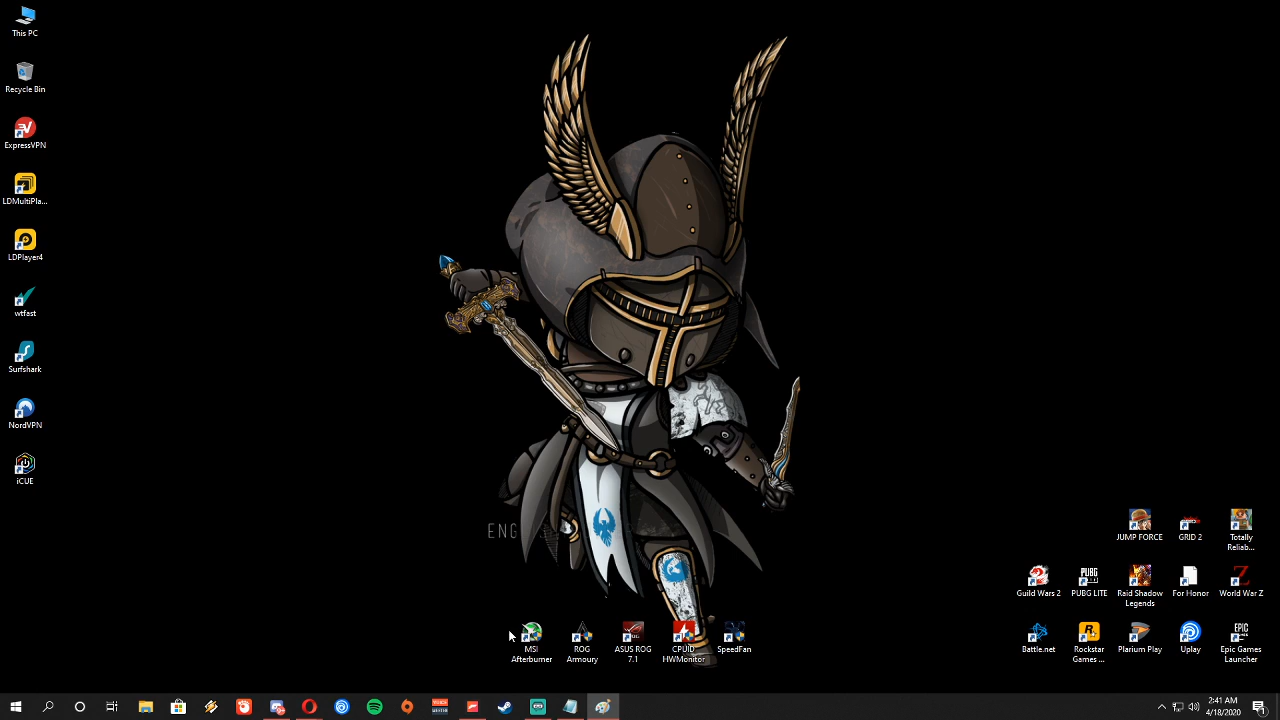 This PC
Recycle Bin
ExpressVPN
LDMultiPla...
LDPlayer4
wtfast
Surfshark
NordVPN
iCUE
ENG
JUMP FORCE
GRID 2
Totally
Reliab...
Guild Wars 2
PUBG LITE
Raid Shadow
Legends
For Honor
World War Z
MSI
Afterburner
ROG
Armoury
ASUS ROG
7.1
CPUID
HWMonitor
SpeedFan
Battle.net
Rockstar
Games ...
Plarium Play
Uplay
Epic Games
Launcher
2:41 AM
4/18/2020